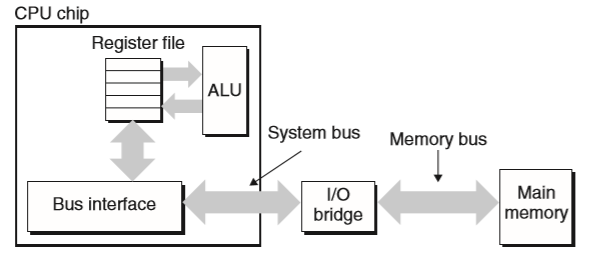 CPU chip
Register file
ALU
System bus
Memory bus
Bus interface
I/O
bridge
Main
memory